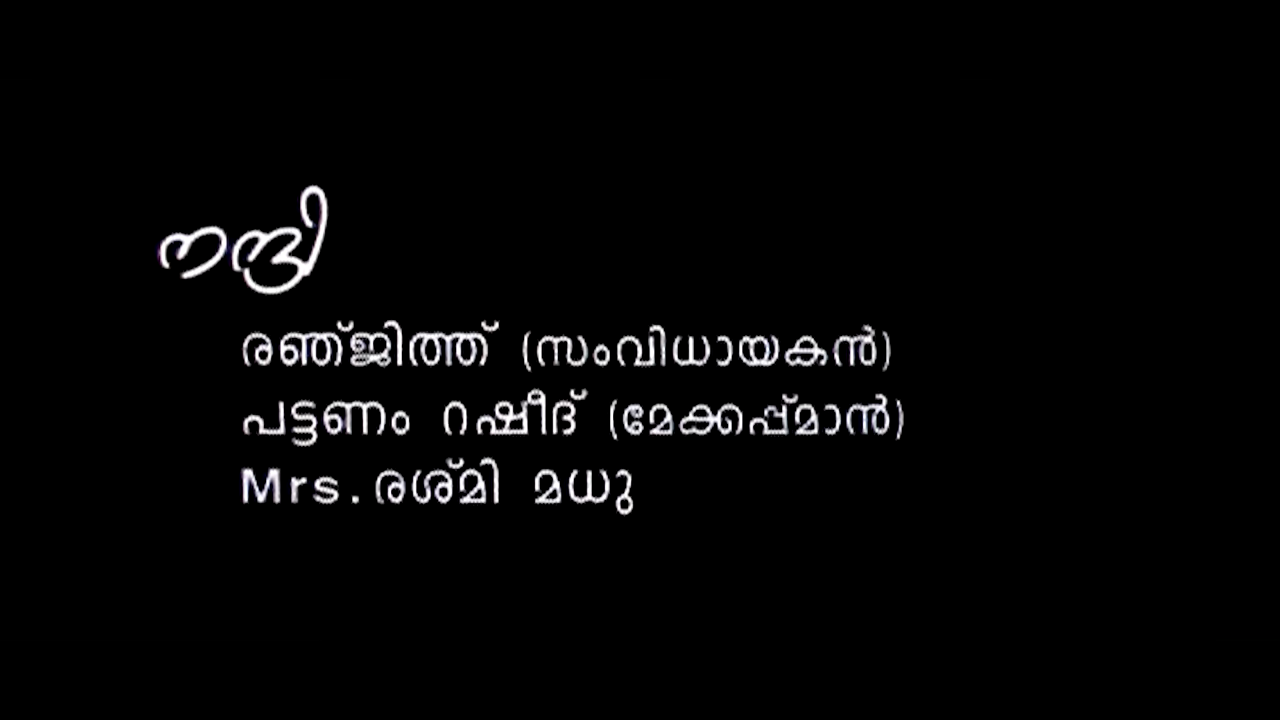 നന്ദി
രഞ്ജിത്ത് (സംവിധായകൻ)
പട്ടണം റഷീദ് (മേക്കപ്പ്മാൻ)
Mrs.രശ്മി മധു